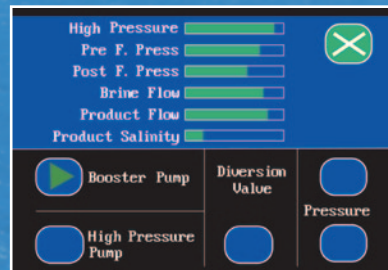 High Pressure
Pre F. Press
Post F. Press
Brine Flow
Product Flow
Product Salinity
Booster Pump
Diversion
Valve
Pressure
High Pressure
Pump